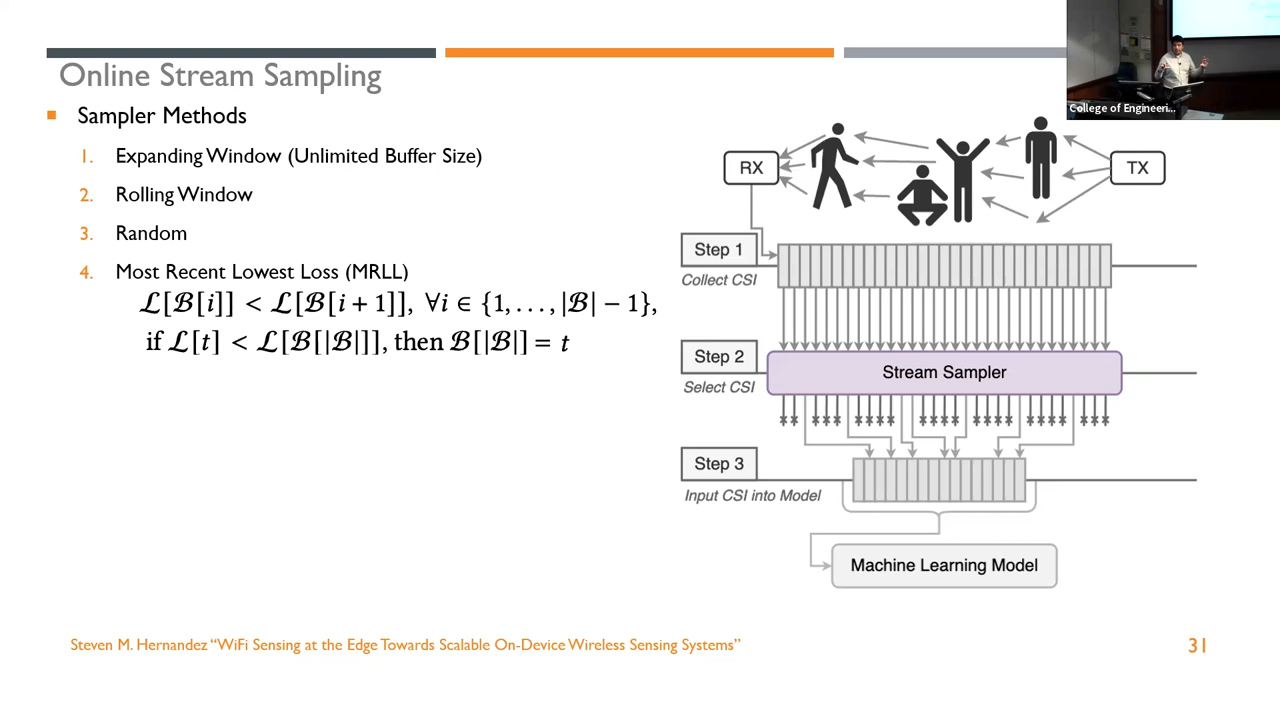 Online Stream Sampling
Sampler Methods
1. Expanding Window (Unlimited Buffer Size)
2. Rolling Window
3. Random
4. Most Recent Lowest Loss (MRLL)
ℒ[ℬ[i]] < ℒ[ℬ[i + 1]], ∀i ∈ {1, . . . , |ℬ| − 1},
if ℒ[t] < ℒ[ℬ[|ℬ|]], then ℬ[|ℬ|] = t
RX
TX
Step 1
Collect CSI
Step 2
Select CSI
Stream Sampler
Step 3
Input CSI into Model
Machine Learning Model
Steven M. Hernandez “WiFi Sensing at the Edge Towards Scalable On-Device Wireless Sensing Systems”
31
College of Engineeri...